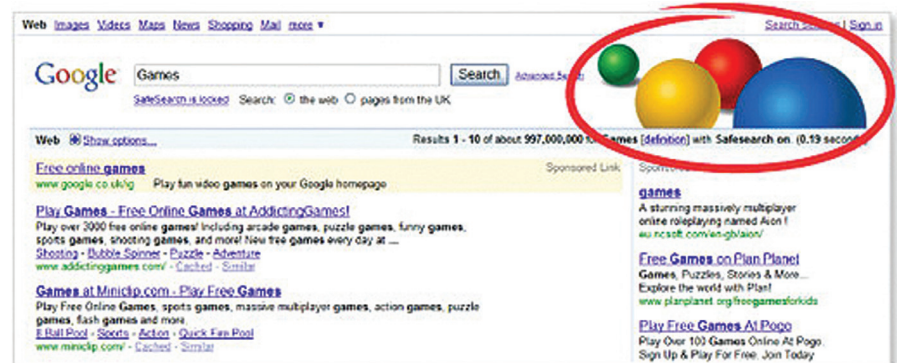 Web Images Videos Maps News Shopping Mail more ▼
Search Settings | Sign in
Google Games Search Advanced Search
SafeSearch is locked Search: the web pages from the UK
Web Show options... Results 1 - 10 of about 997,000,000 for Games [definition] with Safesearch on. (0.19 seconds)
Free online games Sponsored Link
www.google.co.uk/ig Play fun video games on your Google homepage
Play Games - Free Online Games at AddictingGames!
Play over 3000 free online games! Including arcade games, puzzle games, funny games,
sports games, shooting games, and more! New free games every day at ...
Shooting - Bubble Spinner - Puzzle - Adventure
www.addictinggames.com/ - Cached - Similar
Games at Miniclip.com - Play Free Games
Play Free Online Games, sports games, massive multiplayer games, action games, puzzle
games, flash games and more.
8 Ball Pool - Sports - Action - Quick Fire Pool
www.miniclip.com/ - Cached - Similar
Sponsored
games
A stunning massively multiplayer
online roleplaying named Aion !
eu.ncsoft.com/en-gb/aion/
Free Games on Plan Planet
Games, Puzzles, Stories & More...
Explore the world with Plan!
www.planplanet.org/freegamesforkids
Play Free Games At Pogo
Play Over 100 Games Online At Pogo.
Sign Up & Play For Free. Join Today